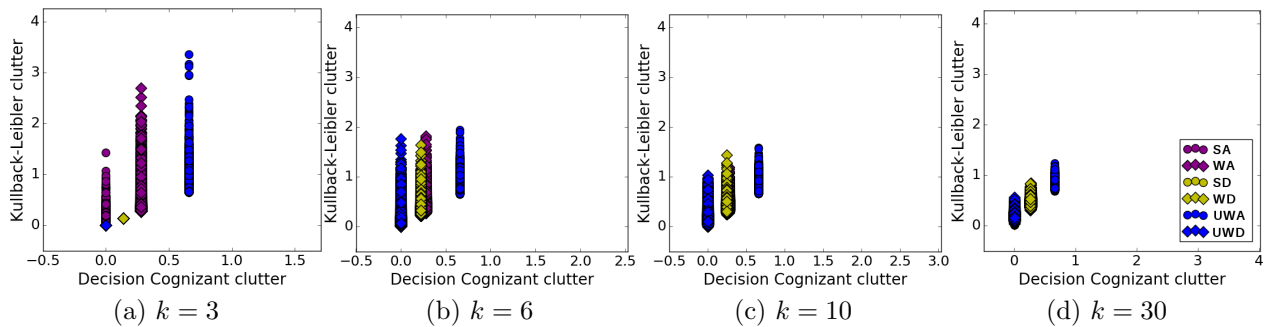 Kullback-Leibler clutter
4
3
2
1
0
−0.5 0.0 0.5 1.0 1.5
Decision Cognizant clutter
(a) k = 3
Kullback-Leibler clutter
4
3
2
1
0
−0.5 0.0 0.5 1.0 1.5 2.0 2.5
Decision Cognizant clutter
(b) k = 6
Kullback-Leibler clutter
4
3
2
1
0
−0.5 0.0 0.5 1.0 1.5 2.0 2.5 3.0
Decision Cognizant clutter
(c) k = 10
Kullback-Leibler clutter
4
3
2
1
0
0 1 2 3 4
Decision Cognizant clutter
SA
WA
SD
WD
UWA
UWD
(d) k = 30